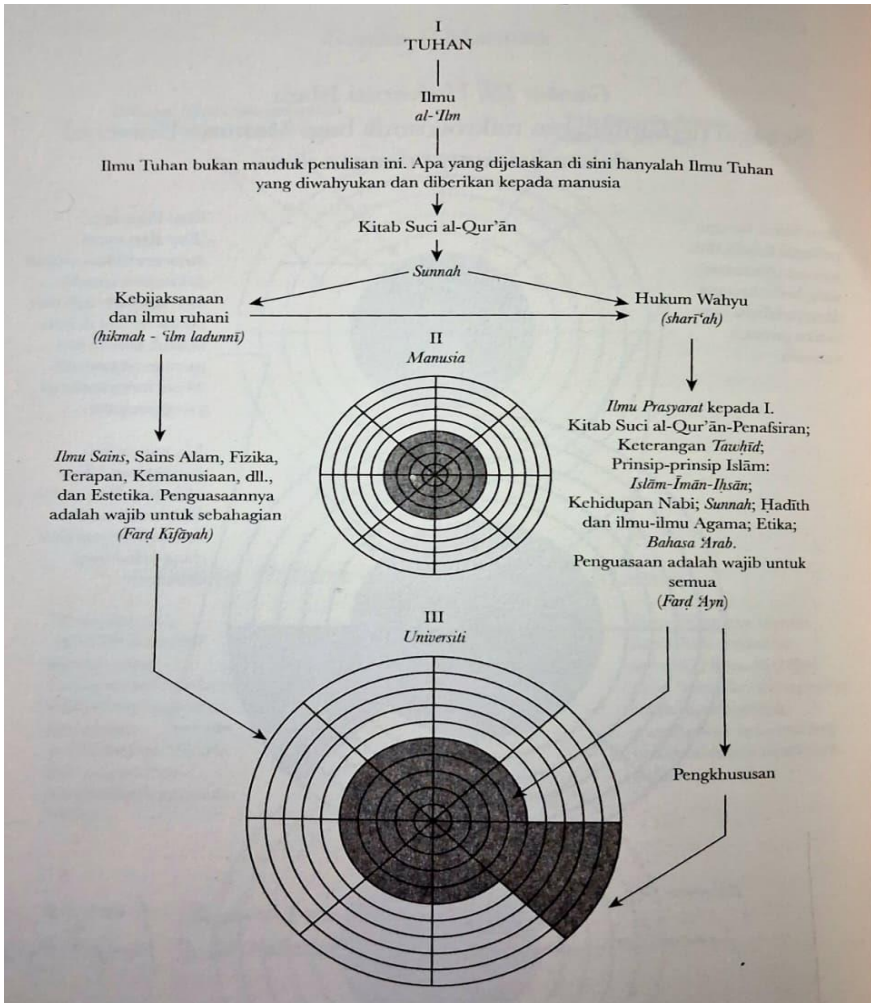 I
TUHAN
Ilmu
al-‘Ilm
Ilmu Tuhan bukan mauduk penulisan ini. Apa yang dijelaskan di sini hanyalah Ilmu Tuhan
yang diwahyukan dan diberikan kepada manusia
Kitab Suci al-Qur’ān
Sunnah
Kebijaksanaan
dan ilmu ruhani
(ḥikmah - ‘ilm ladunnī)
Hukum Wahyu
(sharī‘ah)
II
Manusia
Ilmu Sains, Sains Alam, Fizika,
Terapan, Kemanusiaan, dll.,
dan Estetika. Penguasaannya
adalah wajib untuk sebahagian
(Farḍ Kifāyah)
Ilmu Prasyarat kepada I.
Kitab Suci al-Qur’ān-Penafsiran;
Keterangan Tawḥīd;
Prinsip-prinsip Islām:
Islām-Īmān-Iḥsān;
Kehidupan Nabi; Sunnah; Ḥadīth
dan ilmu-ilmu Agama; Etika;
Bahasa ‘Arab.
Penguasaan adalah wajib untuk
semua
(Farḍ ‘Ayn)
III
Universiti
Pengkhususan